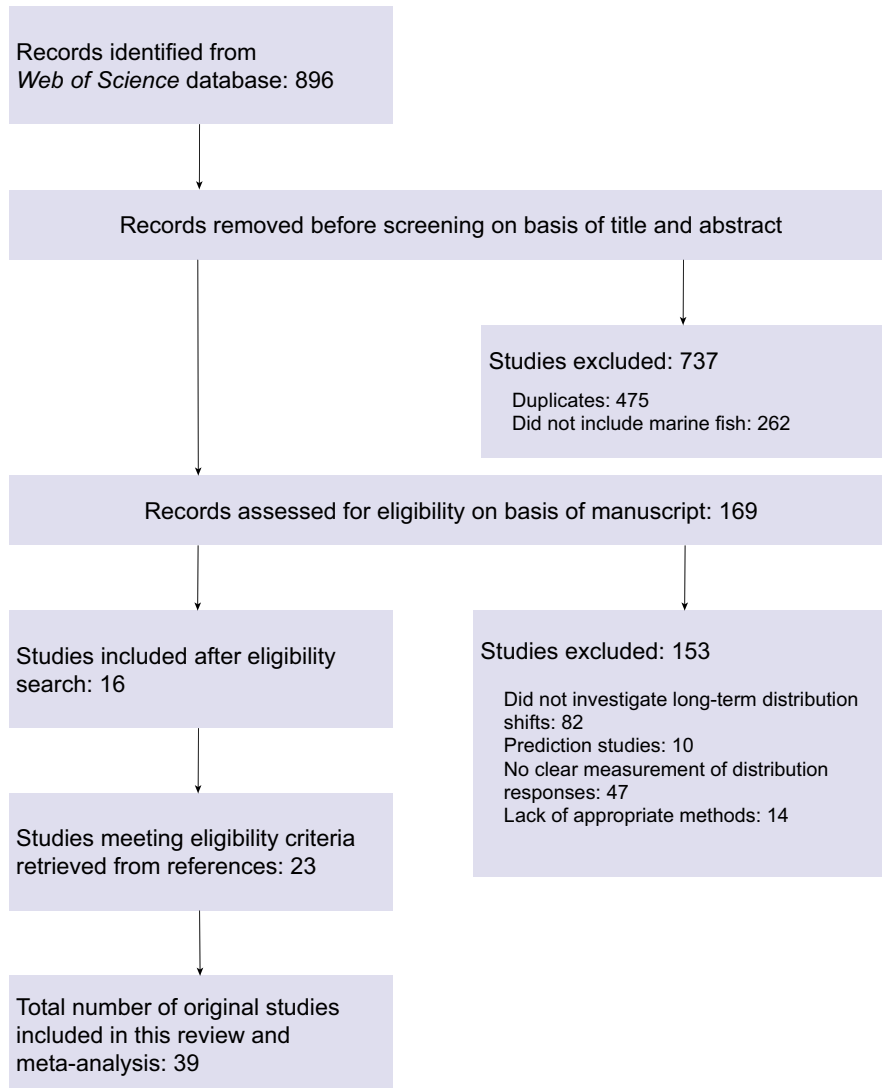 Records identified from
Web of Science database: 896
Records removed before screening on basis of title and abstract
Studies excluded: 737
Duplicates: 475
Did not include marine fish: 262
Records assessed for eligibility on basis of manuscript: 169
Studies included after eligibility
search: 16
Studies excluded: 153
Did not investigate long-term distribution
shifts: 82
Prediction studies: 10
No clear measurement of distribution
responses: 47
Lack of appropriate methods: 14
Studies meeting eligibility criteria
retrieved from references: 23
Total number of original studies
included in this review and
meta-analysis: 39